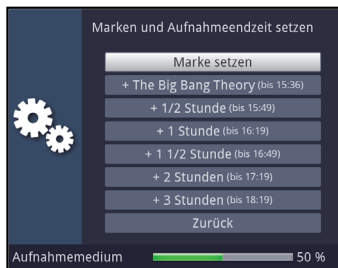 Marken und Aufnahmeendzeit setzen
Marke setzen
+ The Big Bang Theory (bis 15:36)
+ 1/2 Stunde (bis 15:49)
+ 1 Stunde (bis 16:19)
+ 1 1/2 Stunde (bis 16:49)
+ 2 Stunden (bis 17:19)
+ 3 Stunden (bis 18:19)
Zurück
Aufnahmemedium 50 %